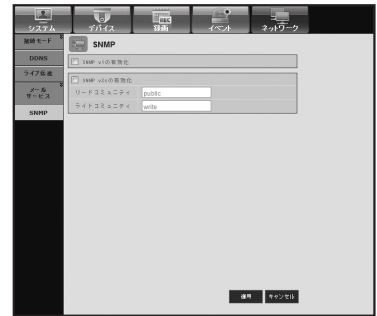 システム デバイス 録画 イベント ネットワーク
接続モード
SNMP
SNMP v1の有効化
DDNS
ライブ伝送
SNMP v2cの有効化
メール
サービス
リードコミュニティ public
ライトコミュニティ write
SNMP
適用 キャンセル